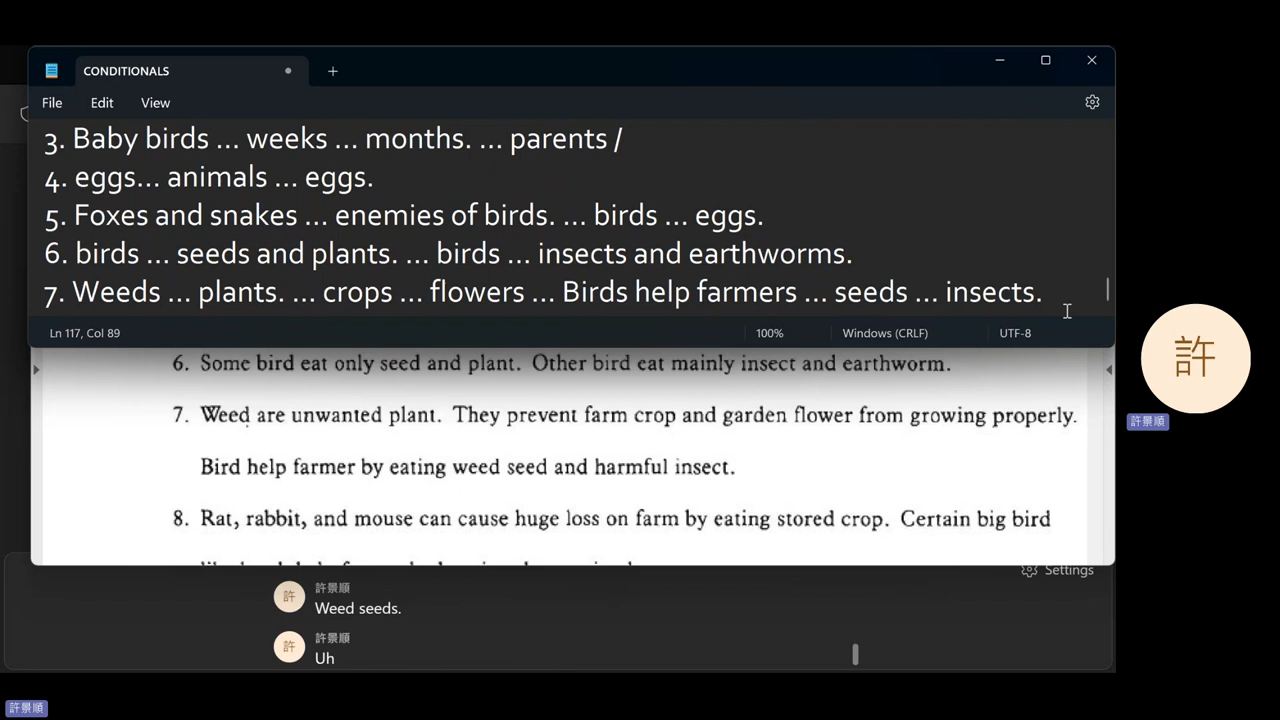 CONDITIONALS
File Edit View
3. Baby birds ... weeks ... months. ... parents /
4. eggs... animals ... eggs.
5. Foxes and snakes ... enemies of birds. ... birds ... eggs.
6. birds ... seeds and plants. ... birds ... insects and earthworms.
7. Weeds ... plants. ... crops ... flowers ... Birds help farmers ... seeds ... insects.
Ln 117, Col 89 100% Windows (CRLF) UTF-8
6. Some bird eat only seed and plant. Other bird eat mainly insect and earthworm.
7. Weed are unwanted plant. They prevent farm crop and garden flower from growing properly.
Bird help farmer by eating weed seed and harmful insect.
8. Rat, rabbit, and mouse can cause huge loss on farm by eating stored crop. Certain big bird
Settings
許 許景順
Weed seeds.
許 許景順
Uh
許
許景順
許景順